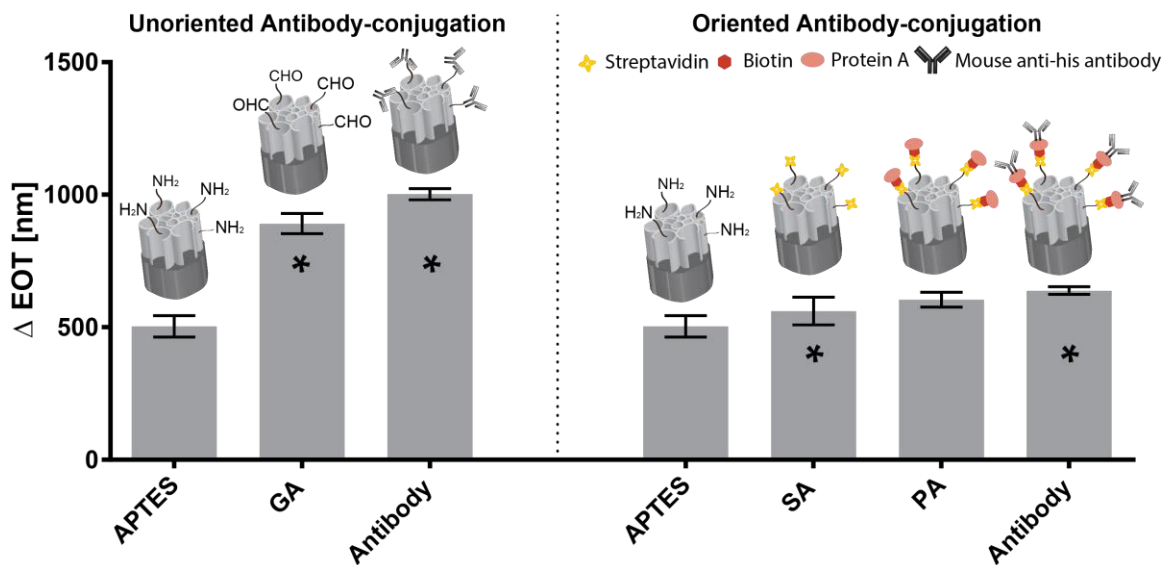 Unoriented Antibody-conjugation
Oriented Antibody-conjugation
Streptavidin Biotin Protein A Mouse anti-his antibody
Δ EOT [nm]
1500
1000
500
0
NH₂
NH₂
H₂N
NH₂
CHO
CHO
OHC
CHO
*
*
NH₂
NH₂
H₂N
NH₂
*
*
APTES
GA
Antibody
APTES
SA
PA
Antibody